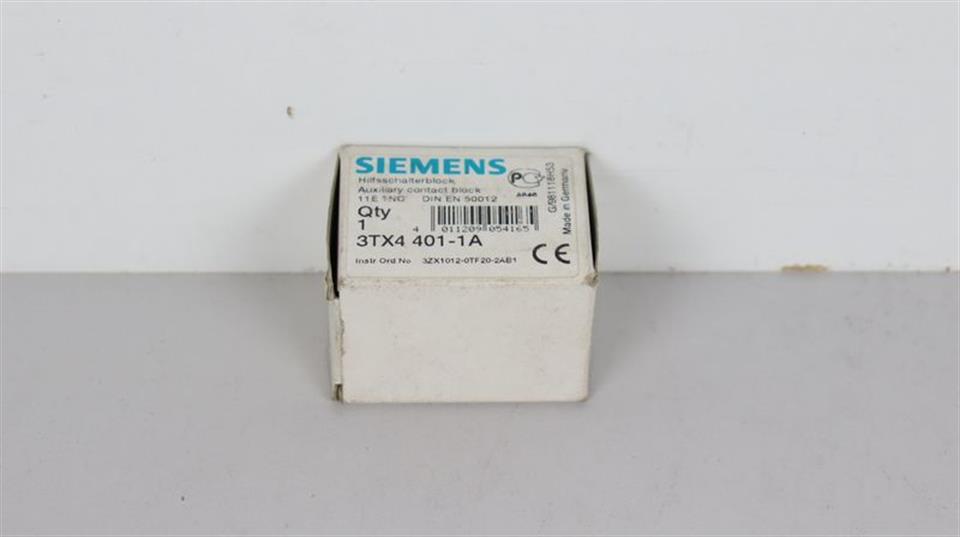 SIEMENS
Hilfsschalterblock
Auxiliary contact block
11E 1NO DIN EN 50012
Qty
1
4 011209 054165
3TX4 401-1A
Instr Ord No 3ZX1012-0TF20-2AB1
CE
G/981118H53
Made in Germany